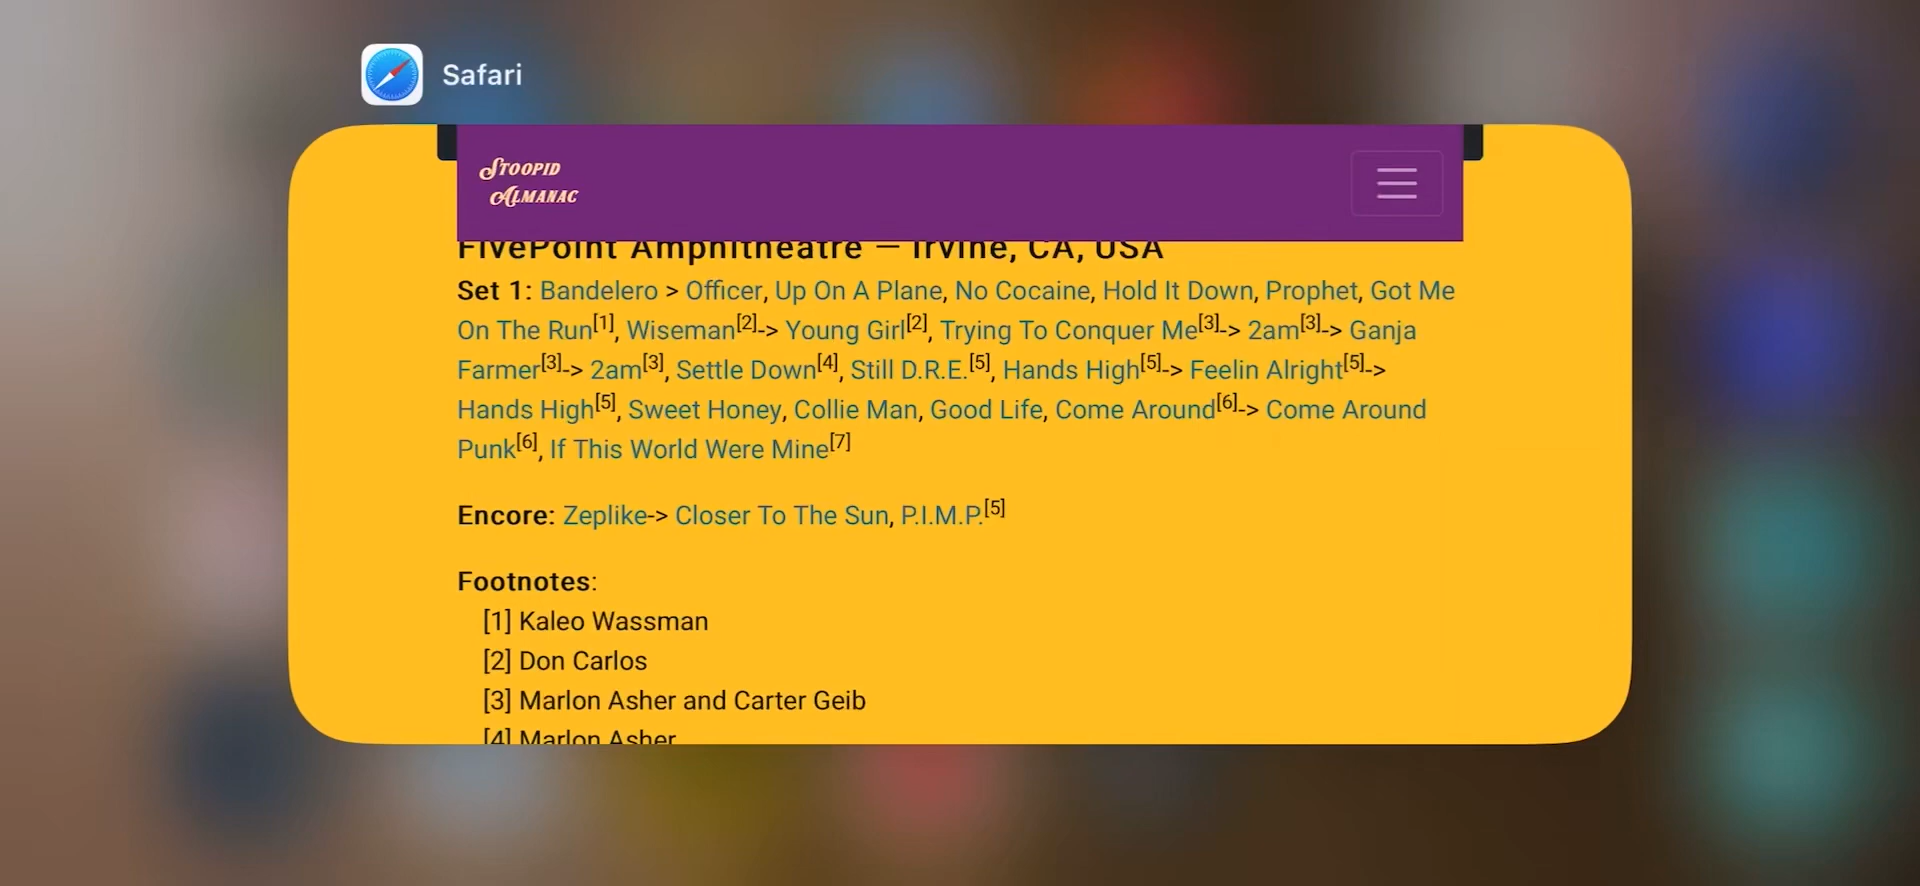 Safari
Stoopid
Almanac
FivePoint Amphitheatre — Irvine, CA, USA
Set 1: Bandelero > Officer, Up On A Plane, No Cocaine, Hold It Down, Prophet, Got Me
On The Run[1], Wiseman[2]-> Young Girl[2], Trying To Conquer Me[3]-> 2am[3]-> Ganja
Farmer[3]-> 2am[3], Settle Down[4], Still D.R.E.[5], Hands High[5]-> Feelin Alright[5]->
Hands High[5], Sweet Honey, Collie Man, Good Life, Come Around[6]-> Come Around
Punk[6], If This World Were Mine[7]
Encore: Zeplike-> Closer To The Sun, P.I.M.P.[5]
Footnotes:
[1] Kaleo Wassman
[2] Don Carlos
[3] Marlon Asher and Carter Geib
[4] Marlon Asher